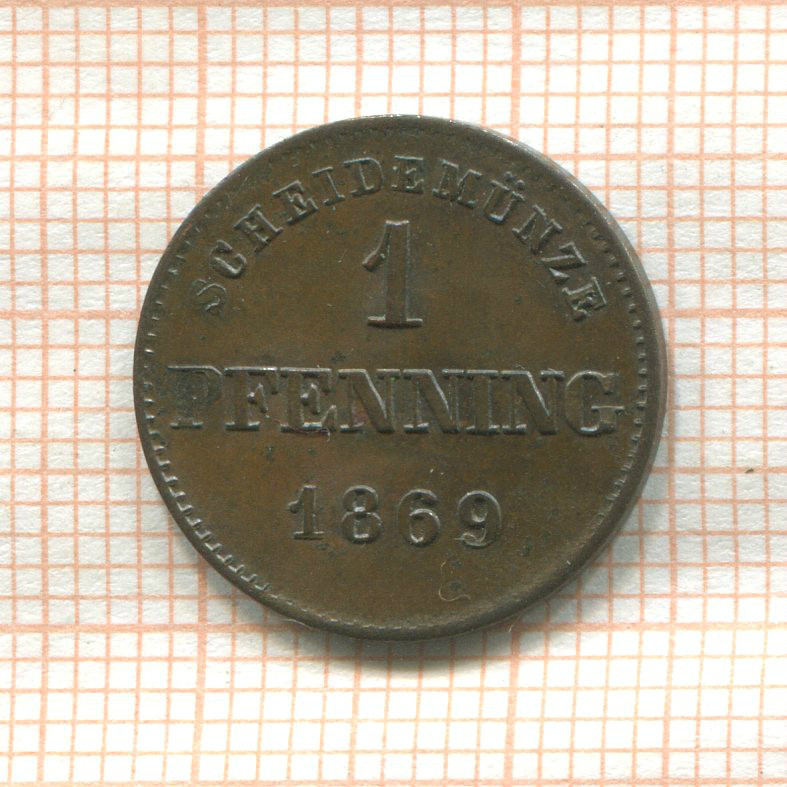 SCHEIDEMÜNZE
1
PFENNING
1869